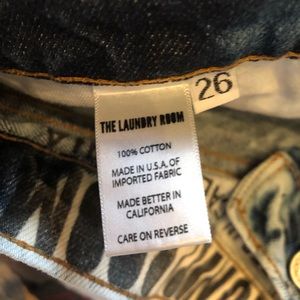 26
THE LAUNDRY ROOM
100% COTTON
MADE IN U.S.A. OF
IMPORTED FABRIC
MADE BETTER IN
CALIFORNIA
CARE ON REVERSE